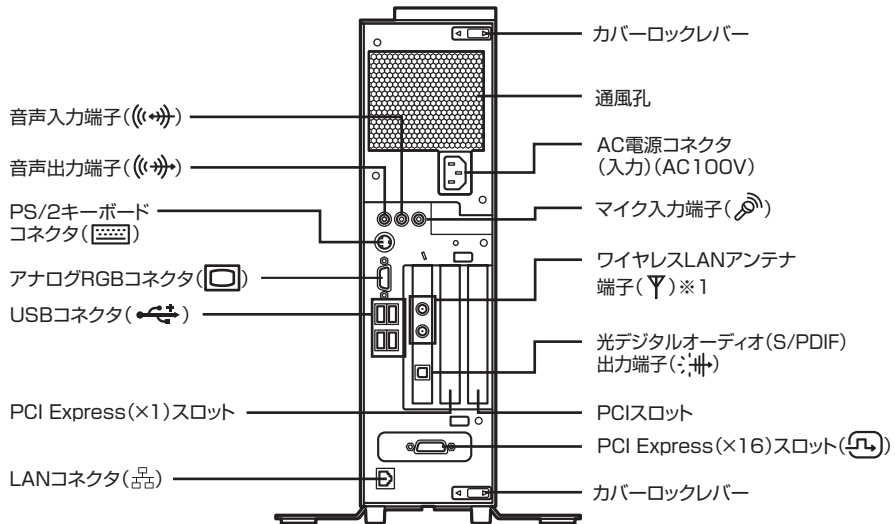 カバーロックレバー
通風孔
音声入力端子()
AC電源コネクタ
(入力)(AC100V)
音声出力端子()
PS/2キーボード
コネクタ()
マイク入力端子()
ワイヤレスLANアンテナ
端子()※1
アナログRGBコネクタ()
USBコネクタ()
光デジタルオーディオ(S/PDIF)
出力端子()
PCI Express(×1)スロット
PCIスロット
PCI Express(×16)スロット()
LANコネクタ()
カバーロックレバー